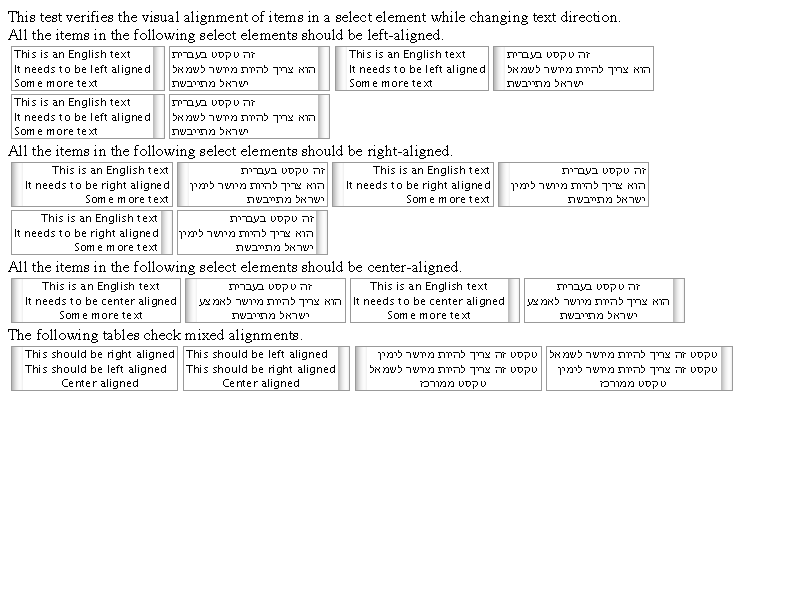 This test verifies the visual alignment of items in a select element while changing text direction.
All the items in the following select elements should be left-aligned.
This is an English text
It needs to be left aligned
Some more text
זה טקסט בעברית
הוא צריך להיות מיושר לשמאל
ישראל מתייבשת
This is an English text
It needs to be left aligned
Some more text
זה טקסט בעברית
הוא צריך להיות מיושר לשמאל
ישראל מתייבשת
This is an English text
It needs to be left aligned
Some more text
זה טקסט בעברית
הוא צריך להיות מיושר לשמאל
ישראל מתייבשת
All the items in the following select elements should be right-aligned.
This is an English text
It needs to be right aligned
Some more text
זה טקסט בעברית
הוא צריך להיות מיושר לימין
ישראל מתייבשת
This is an English text
It needs to be right aligned
Some more text
זה טקסט בעברית
הוא צריך להיות מיושר לימין
ישראל מתייבשת
This is an English text
It needs to be right aligned
Some more text
זה טקסט בעברית
הוא צריך להיות מיושר לימין
ישראל מתייבשת
All the items in the following select elements should be center-aligned.
This is an English text
It needs to be center aligned
Some more text
זה טקסט בעברית
הוא צריך להיות מיושר לאמצע
ישראל מתייבשת
This is an English text
It needs to be center aligned
Some more text
זה טקסט בעברית
הוא צריך להיות מיושר לאמצע
ישראל מתייבשת
The following tables check mixed alignments.
This should be right aligned
This should be left aligned
Center aligned
This should be left aligned
This should be right aligned
Center aligned
טקסט זה צריך להיות מיושר לימין
טקסט זה צריך להיות מיושר לשמאל
טקסט ממורכז
טקסט זה צריך להיות מיושר לשמאל
טקסט זה צריך להיות מיושר לימין
טקסט ממורכז